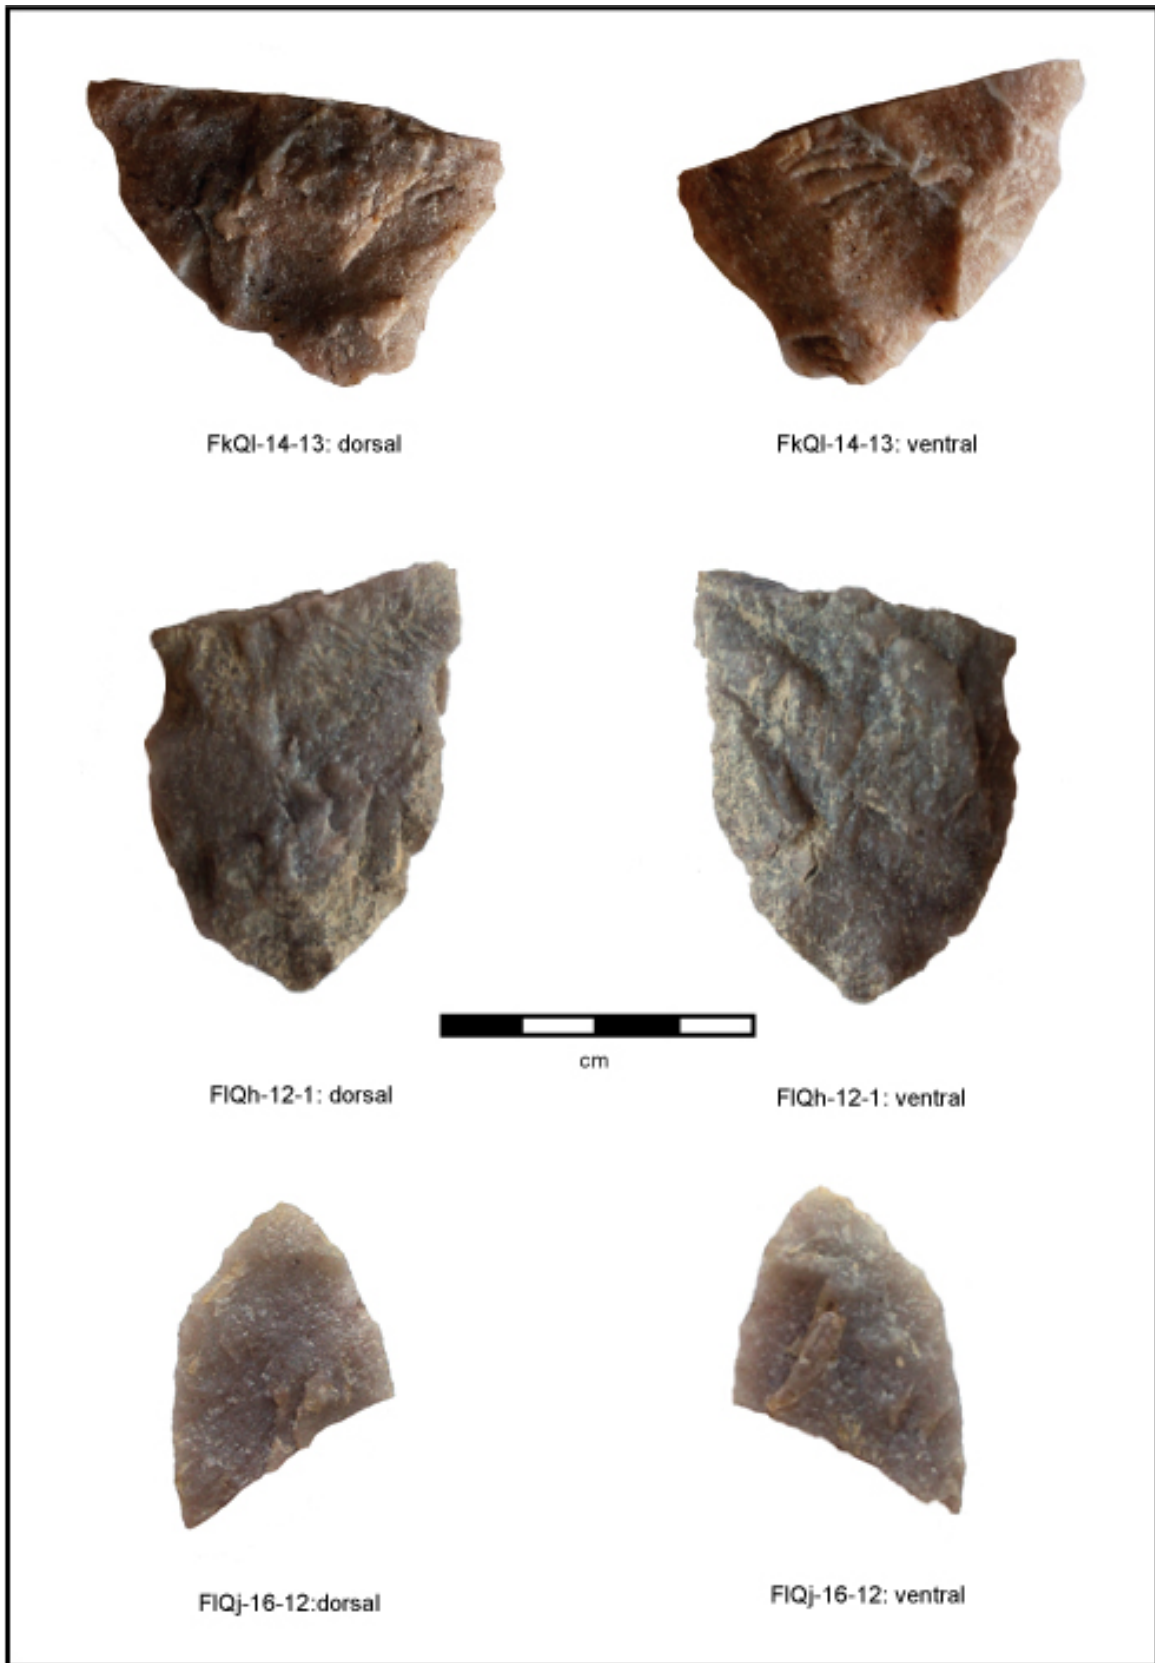 FkQl-14-13: dorsal
FkQl-14-13: ventral
cm
FlQh-12-1: dorsal
FlQh-12-1: ventral
FlQj-16-12:dorsal
FlQj-16-12: ventral